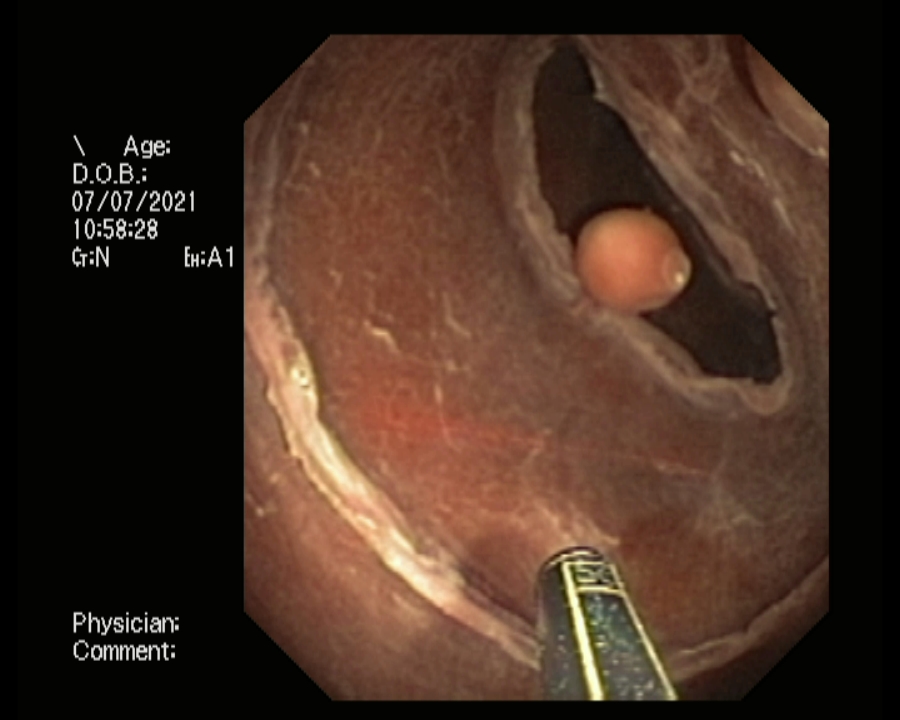 \ Age:
D.O.B.:
07/07/2021
10:58:28
Cr:N EH:A1
Physician:
Comment: